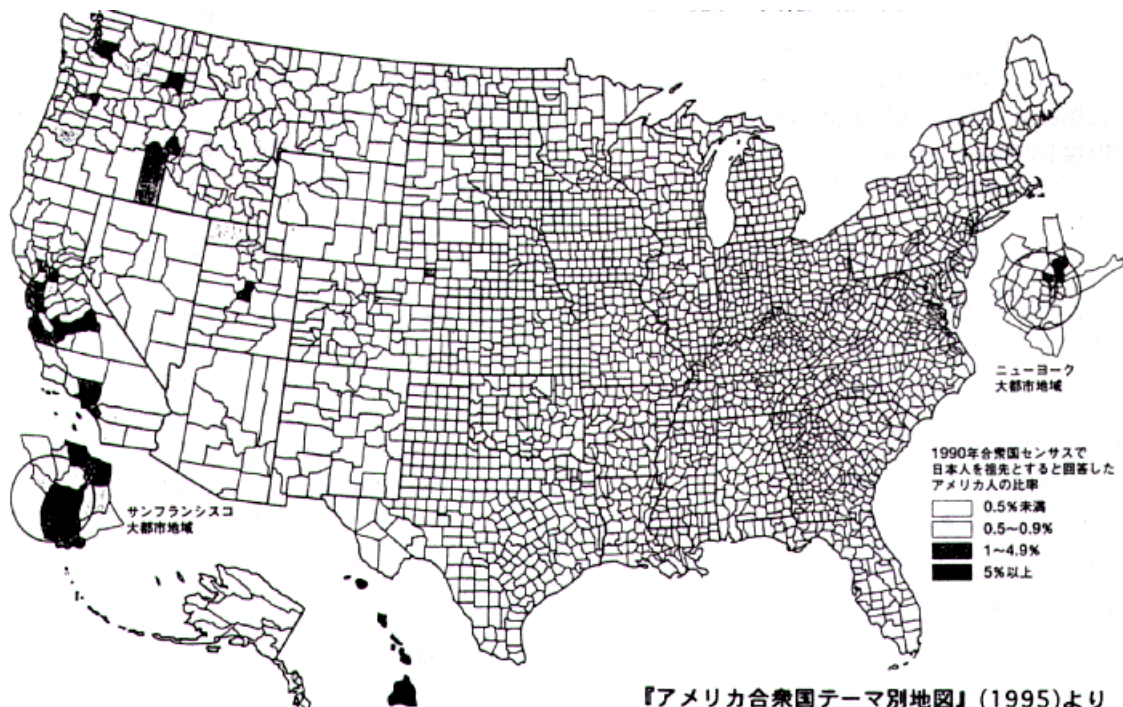 ニューヨーク
大都市地域
1990年合衆国センサスで
日本人を祖先とすると回答した
アメリカ人の比率
0.5%未満
0.5～0.9%
1～4.9%
5%以上
サンフランシスコ
大都市地域
『アメリカ合衆国テーマ別地図』(1995)より